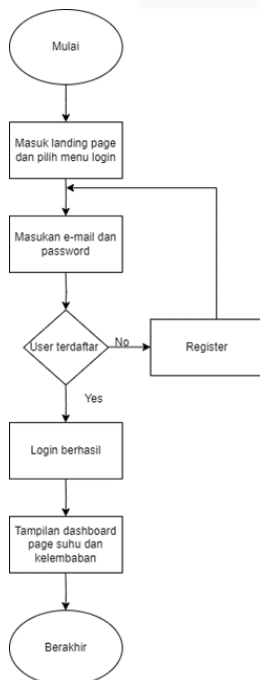 Mulai
Masuk landing page
dan pilih menu login
Masukan e-mail dan
password
User terdaftar
No
Register
Yes
Login berhasil
Tampilan dashboard
page suhu dan
kelembaban
Berakhir